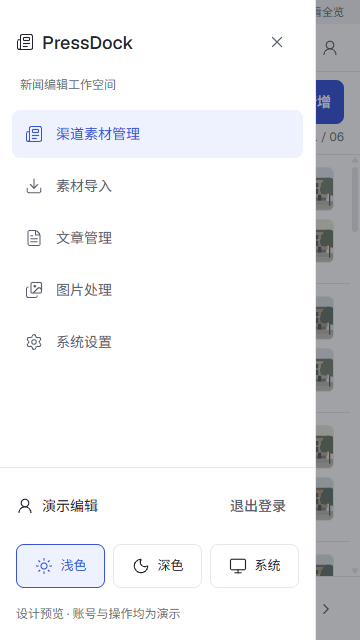 PressDock
新闻编辑工作空间
渠道素材管理
素材导入
文章管理
图片处理
系统设置
演示编辑
退出登录
浅色
深色
系统
设计预览 · 账号与操作均为演示
全览
增
/ 06